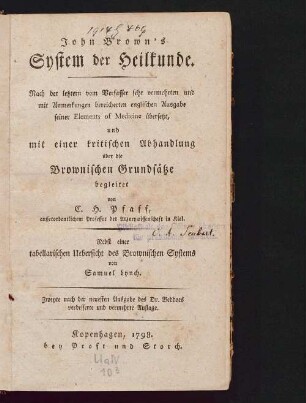 John Brown's
System der Heilkunde.
Nach der letztern vom Verfasser sehr vermehrten und
mit Anmerkungen bereicherten englischen Ausgabe
seiner Elements of Medicine übersetzt,
und
mit einer kritischen Abhandlung
über die
Brownischen Grundsätze
begleitet
von
C. H. Pfaff,
ausserordentlichem Professor der Arzneywissenschaft in Kiel.
Nebst einer
tabellarischen Uebersicht des Brownischen Systems
von
Samuel Lynch.
Zweyte nach der neuesten Ausgabe des Dr. Beddoes
verbesserte und vermehrte Auflage.
Kopenhagen, 1798.
bey Proft und Storch.